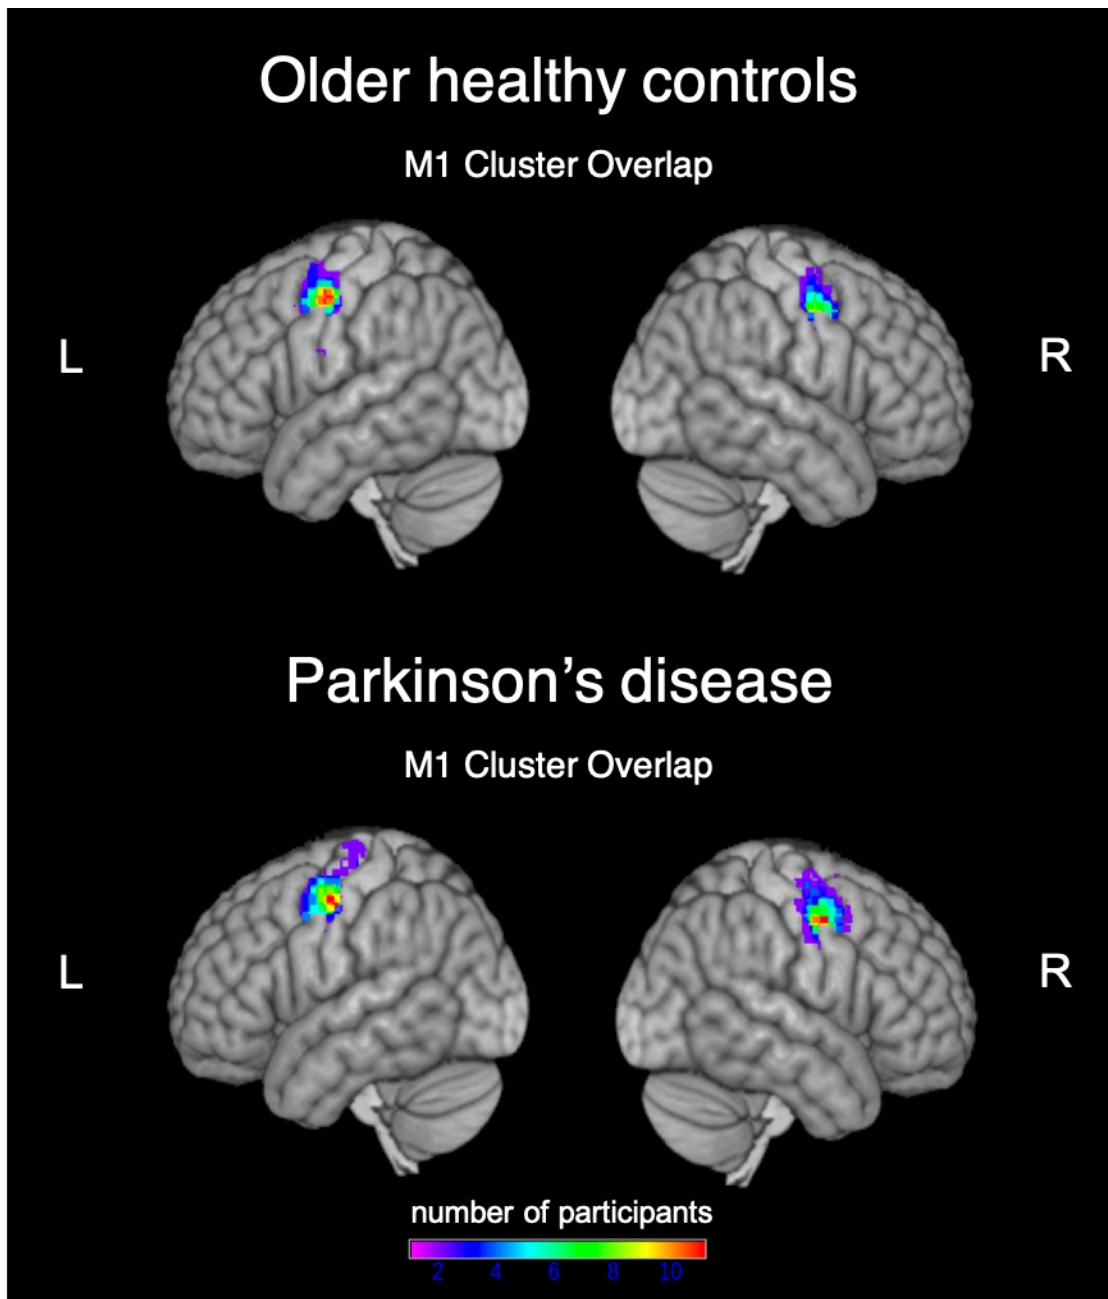 Older healthy controls
M1 Cluster Overlap
L R
Parkinson’s disease
M1 Cluster Overlap
L R
number of participants
2 4 6 8 10